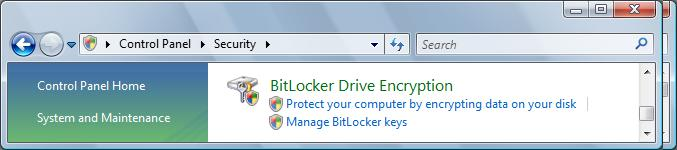 Control Panel Security Search
Control Panel Home
System and Maintenance
BitLocker Drive Encryption
Protect your computer by encrypting data on your disk
Manage BitLocker keys